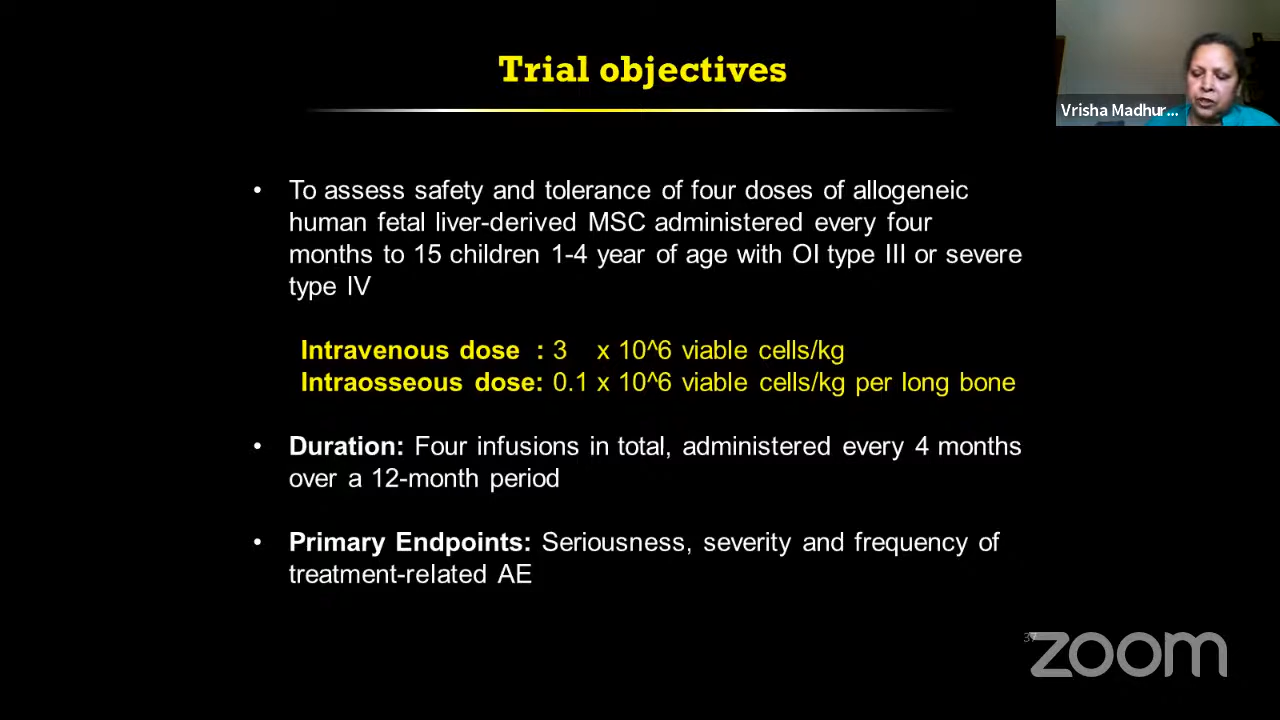 Trial objectives
Vrisha Madhur...
• To assess safety and tolerance of four doses of allogeneic
human fetal liver-derived MSC administered every four
months to 15 children 1-4 year of age with OI type III or severe
type IV
Intravenous dose : 3 x 10^6 viable cells/kg
Intraosseous dose: 0.1 x 10^6 viable cells/kg per long bone
• Duration: Four infusions in total, administered every 4 months
over a 12-month period
• Primary Endpoints: Seriousness, severity and frequency of
treatment-related AE
37
zoom